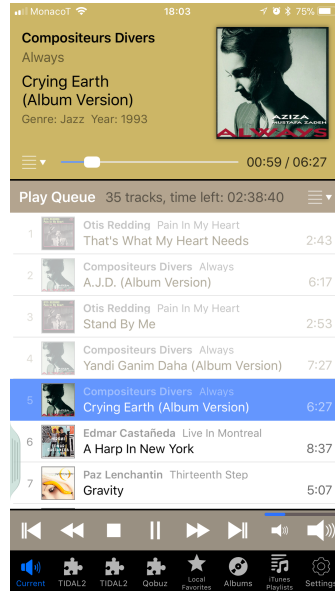 MonacoT 18:03 75%
Compositeurs Divers
Always
Crying Earth
(Album Version)
Genre: Jazz Year: 1993
AZIZA
MUSTAFA ZADEH
ALWAYS
00:59 / 06:27
Play Queue 35 tracks, time left: 02:38:40
Otis Redding Pain In My Heart
1 That's What My Heart Needs 2:43
Compositeurs Divers Always
2 A.J.D. (Album Version) 6:17
Otis Redding Pain In My Heart
3 Stand By Me 2:53
Compositeurs Divers Always
4 Yandi Ganim Daha (Album Version) 7:27
Compositeurs Divers Always
5 Crying Earth (Album Version) 6:27
Edmar Castañeda Live In Montreal
6 A Harp In New York 8:37
Paz Lenchantin Thirteenth Step
7 Gravity 5:07
Current TIDAL2 TIDAL2 Qobuz Local Favorites Albums iTunes Playlists Settings